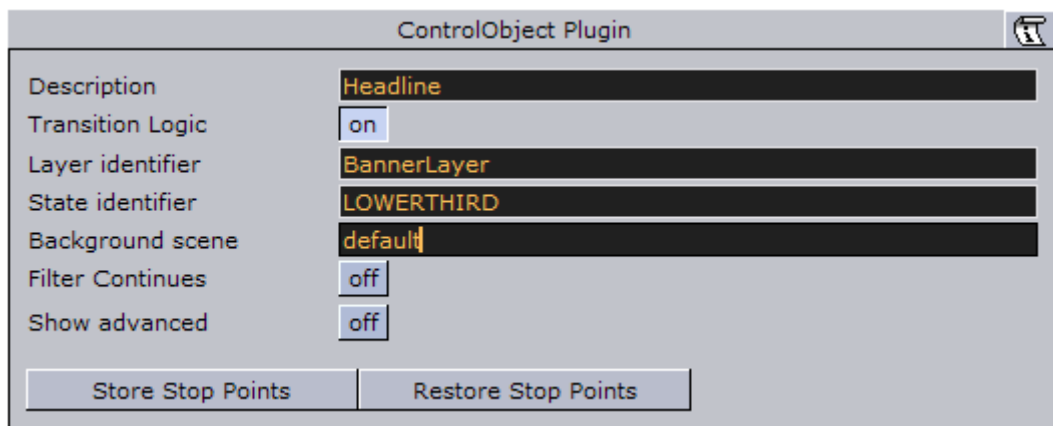 ControlObject Plugin
Description Headline
Transition Logic on
Layer identifier BannerLayer
State identifier LOWERTHIRD
Background scene default
Filter Continues off
Show advanced off
Store Stop Points Restore Stop Points